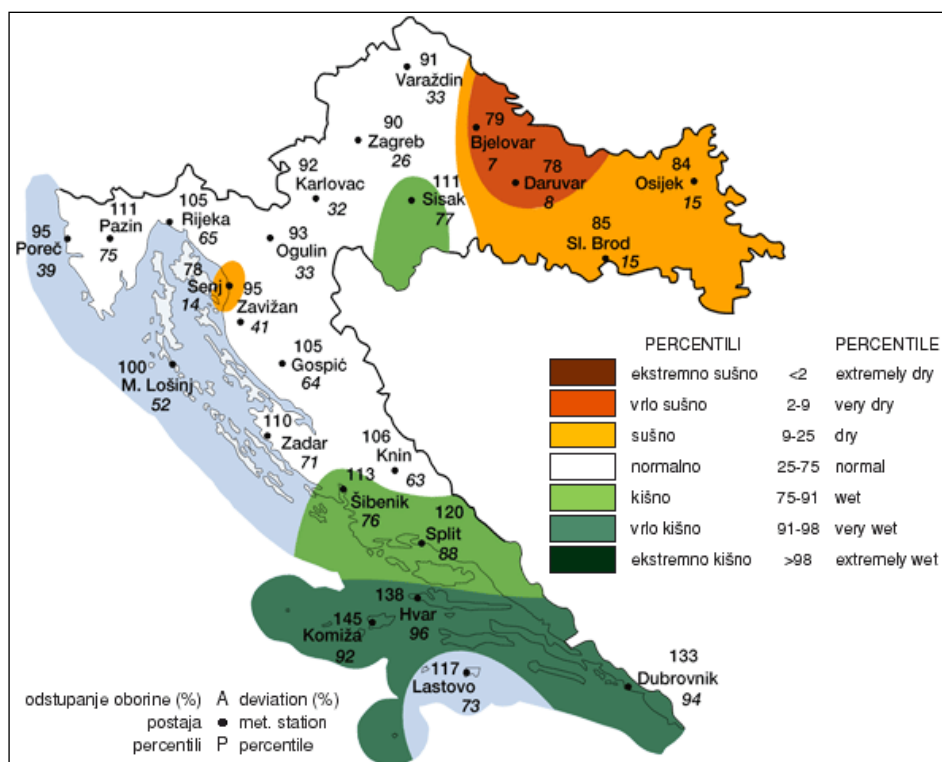 91
Varaždin
33
90
Zagreb
26
79
Bjelovar
7
78
Daruvar
8
84
Osijek
15
85
Sl. Brod
15
92
Karlovac
32
111
Sisak
77
105
Rijeka
65
111
Pazin
75
95
Poreč
39
93
Ogulin
33
78
Senj
14
95
Zavižan
41
105
Gospić
64
100
M. Lošinj
52
110
Zadar
71
106
Knin
63
113
Šibenik
76
120
Split
88
138
Hvar
96
145
Komiža
92
117
Lastovo
73
133
Dubrovnik
94
PERCENTILI PERCENTILE
ekstremno sušno <2 extremely dry
vrlo sušno 2-9 very dry
sušno 9-25 dry
normalno 25-75 normal
kišno 75-91 wet
vrlo kišno 91-98 very wet
ekstremno kišno >98 extremely wet
odstupanje oborine (%) A deviation (%)
postaja met. station
percentili P percentile